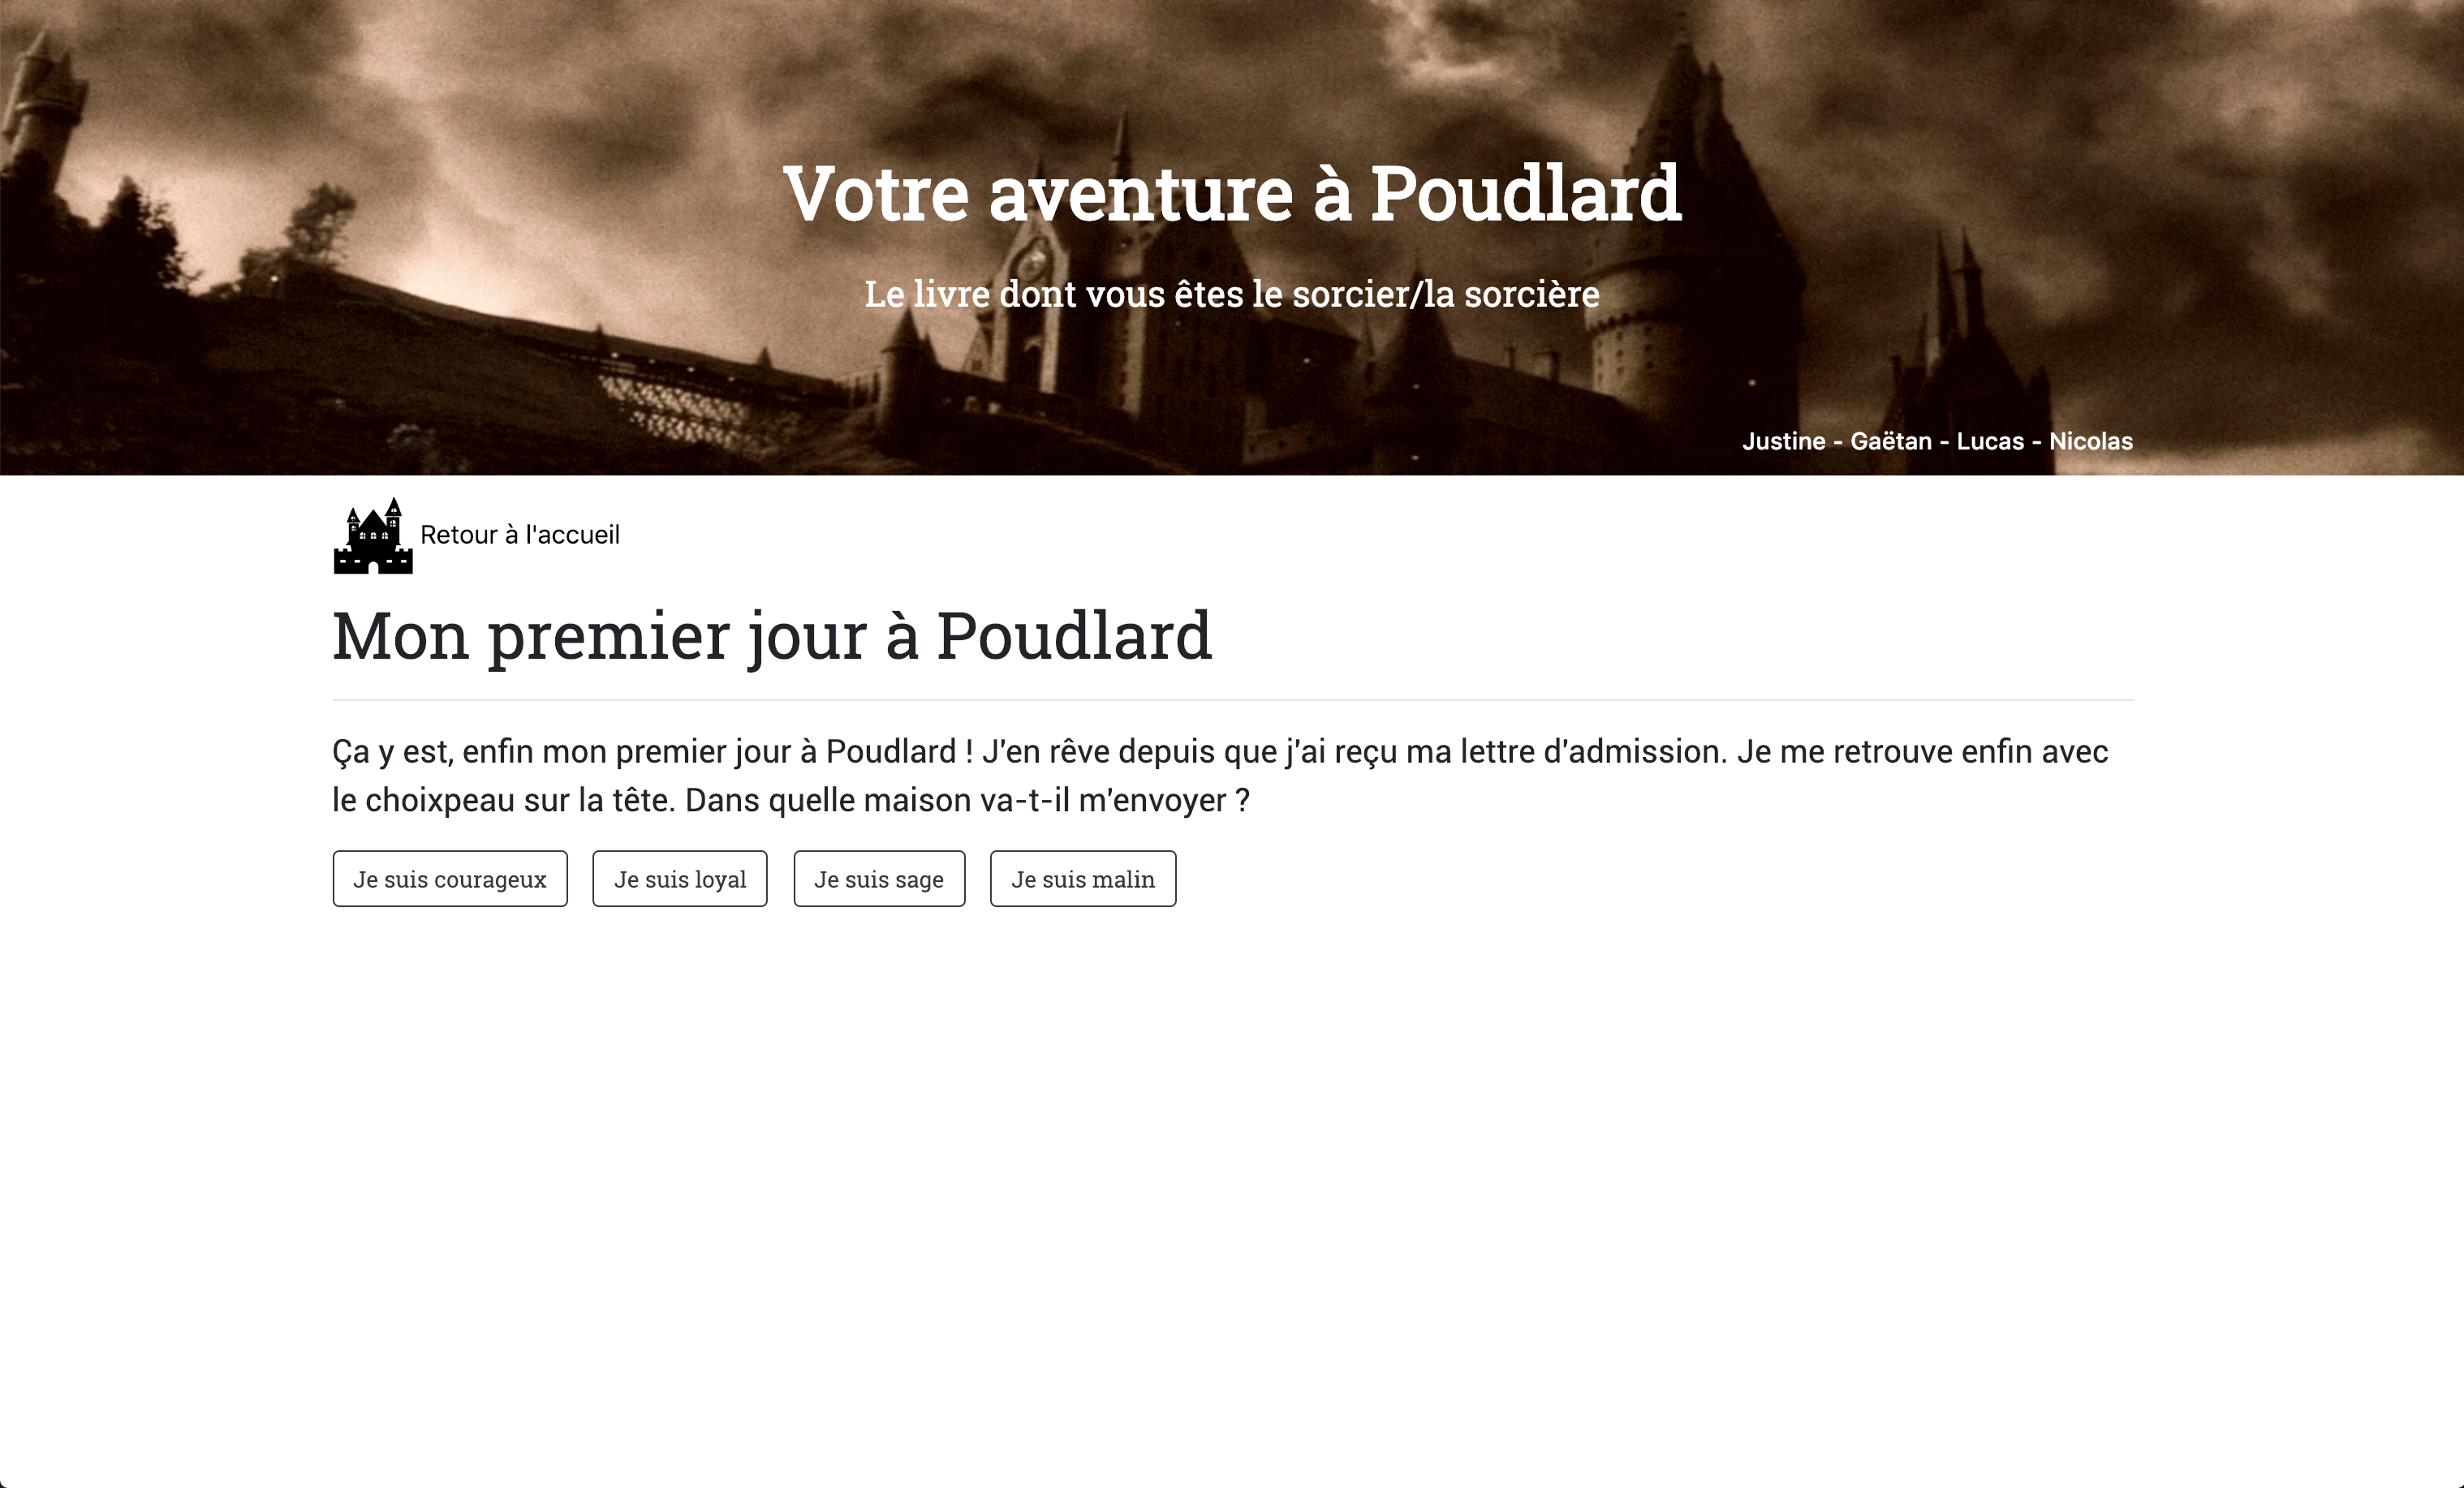 Votre aventure à Poudlard
Le livre dont vous êtes le sorcier/la sorcière
Justine - Gaëtan - Lucas - Nicolas
Retour à l'accueil
Mon premier jour à Poudlard
Ça y est, enfin mon premier jour à Poudlard ! J'en rêve depuis que j'ai reçu ma lettre d'admission. Je me retrouve enfin avec
le choixpeau sur la tête. Dans quelle maison va-t-il m'envoyer ?
Je suis courageux
Je suis loyal
Je suis sage
Je suis malin